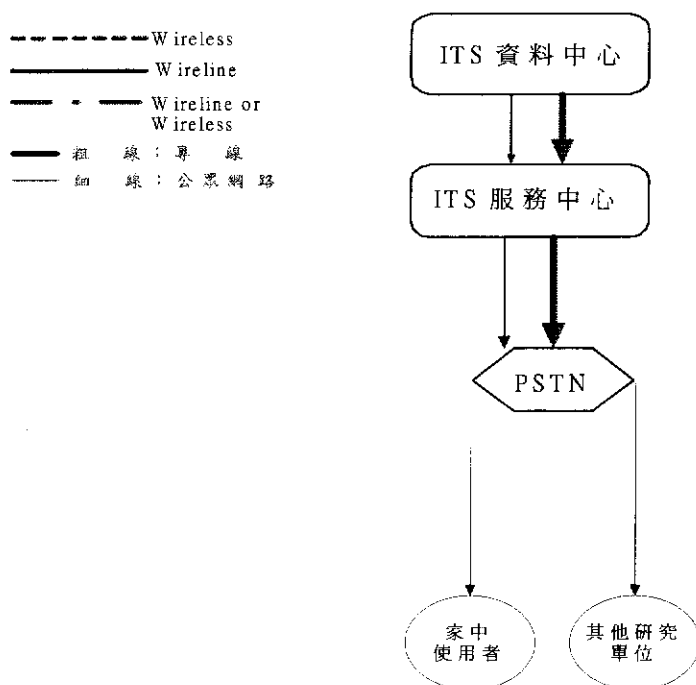 Wireless
Wireline
Wireline or
Wireless
粗 線：專 線
細 線：公眾網路
ITS 資料中心
ITS 服務中心
PSTN
家中
使用者
其他研究
單位